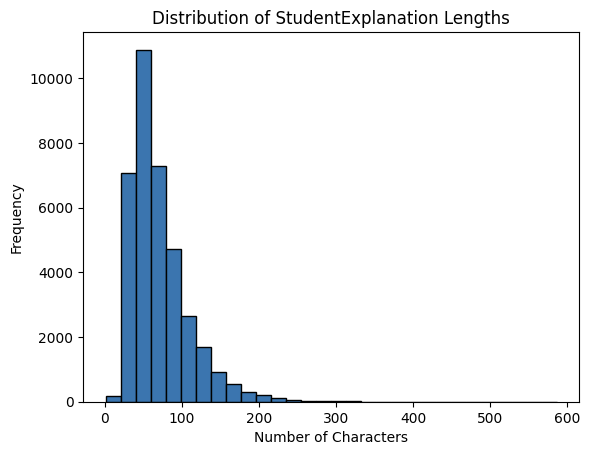 Distribution of StudentExplanation Lengths
10000
8000
6000
4000
2000
0
Frequency
0 100 200 300 400 500 600
Number of Characters